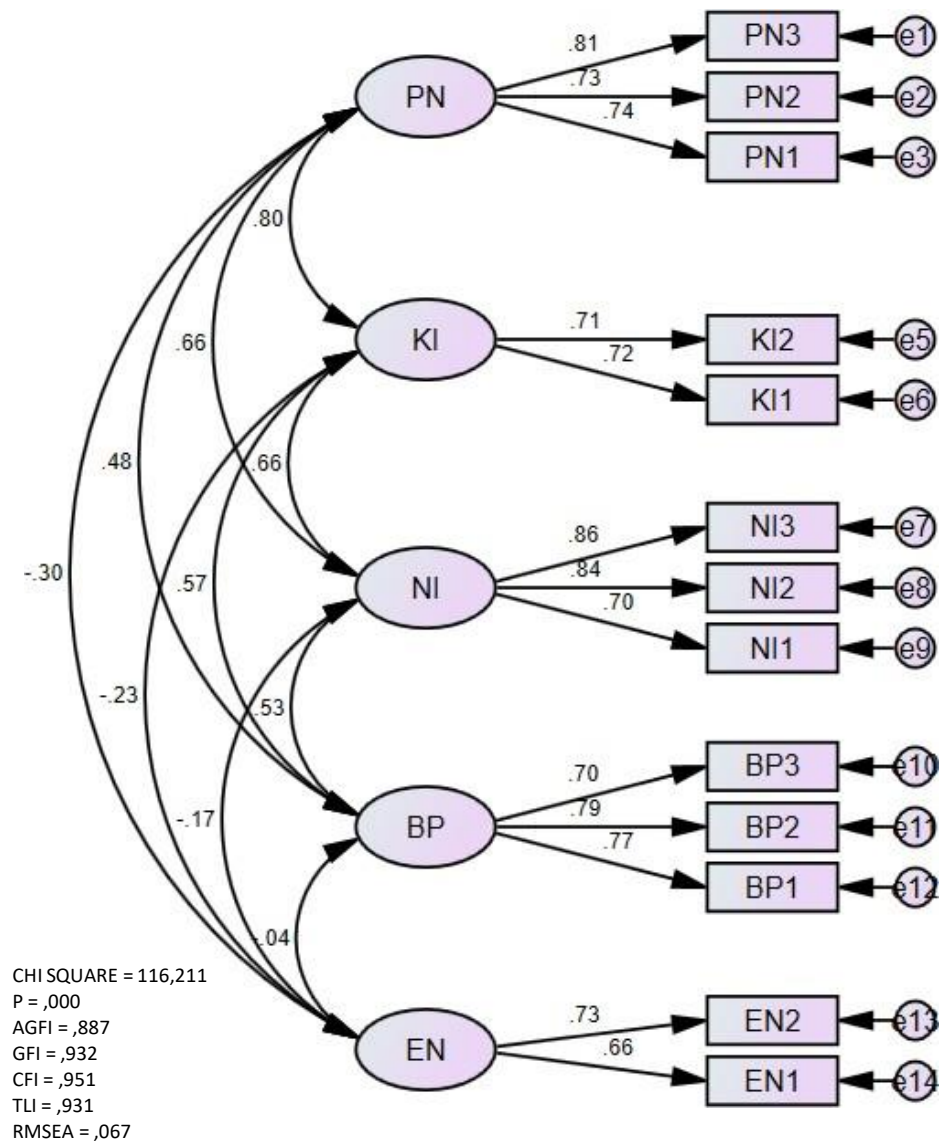 PN3 e1
.81
PN .73 PN2 e2
.74
PN1 e3
.80
.66 KI .71 KI2 e5
.72
KI1 e6
.48 .66
.86 NI3 e7
-.30 .57 NI .84 NI2 e8
.70
NI1 e9
-.23 .53
.70 BP3 e10
-.17 BP .79 BP2 e11
.77
BP1 e12
-.04
CHI SQUARE = 116,211
P = ,000
AGFI = ,887
GFI = ,932
CFI = ,951
TLI = ,931
RMSEA = ,067
.73 EN2 e13
EN .66
EN1 e14